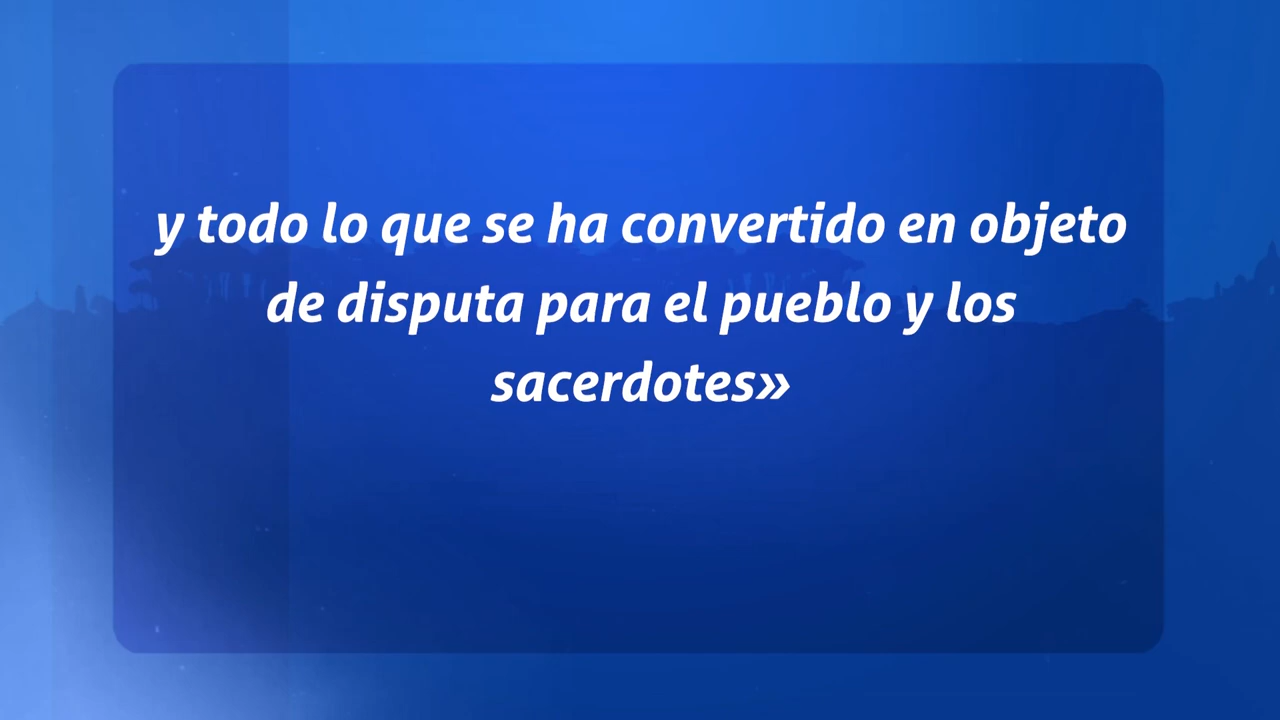 y todo lo que se ha convertido en objeto
de disputa para el pueblo y los
sacerdotes»